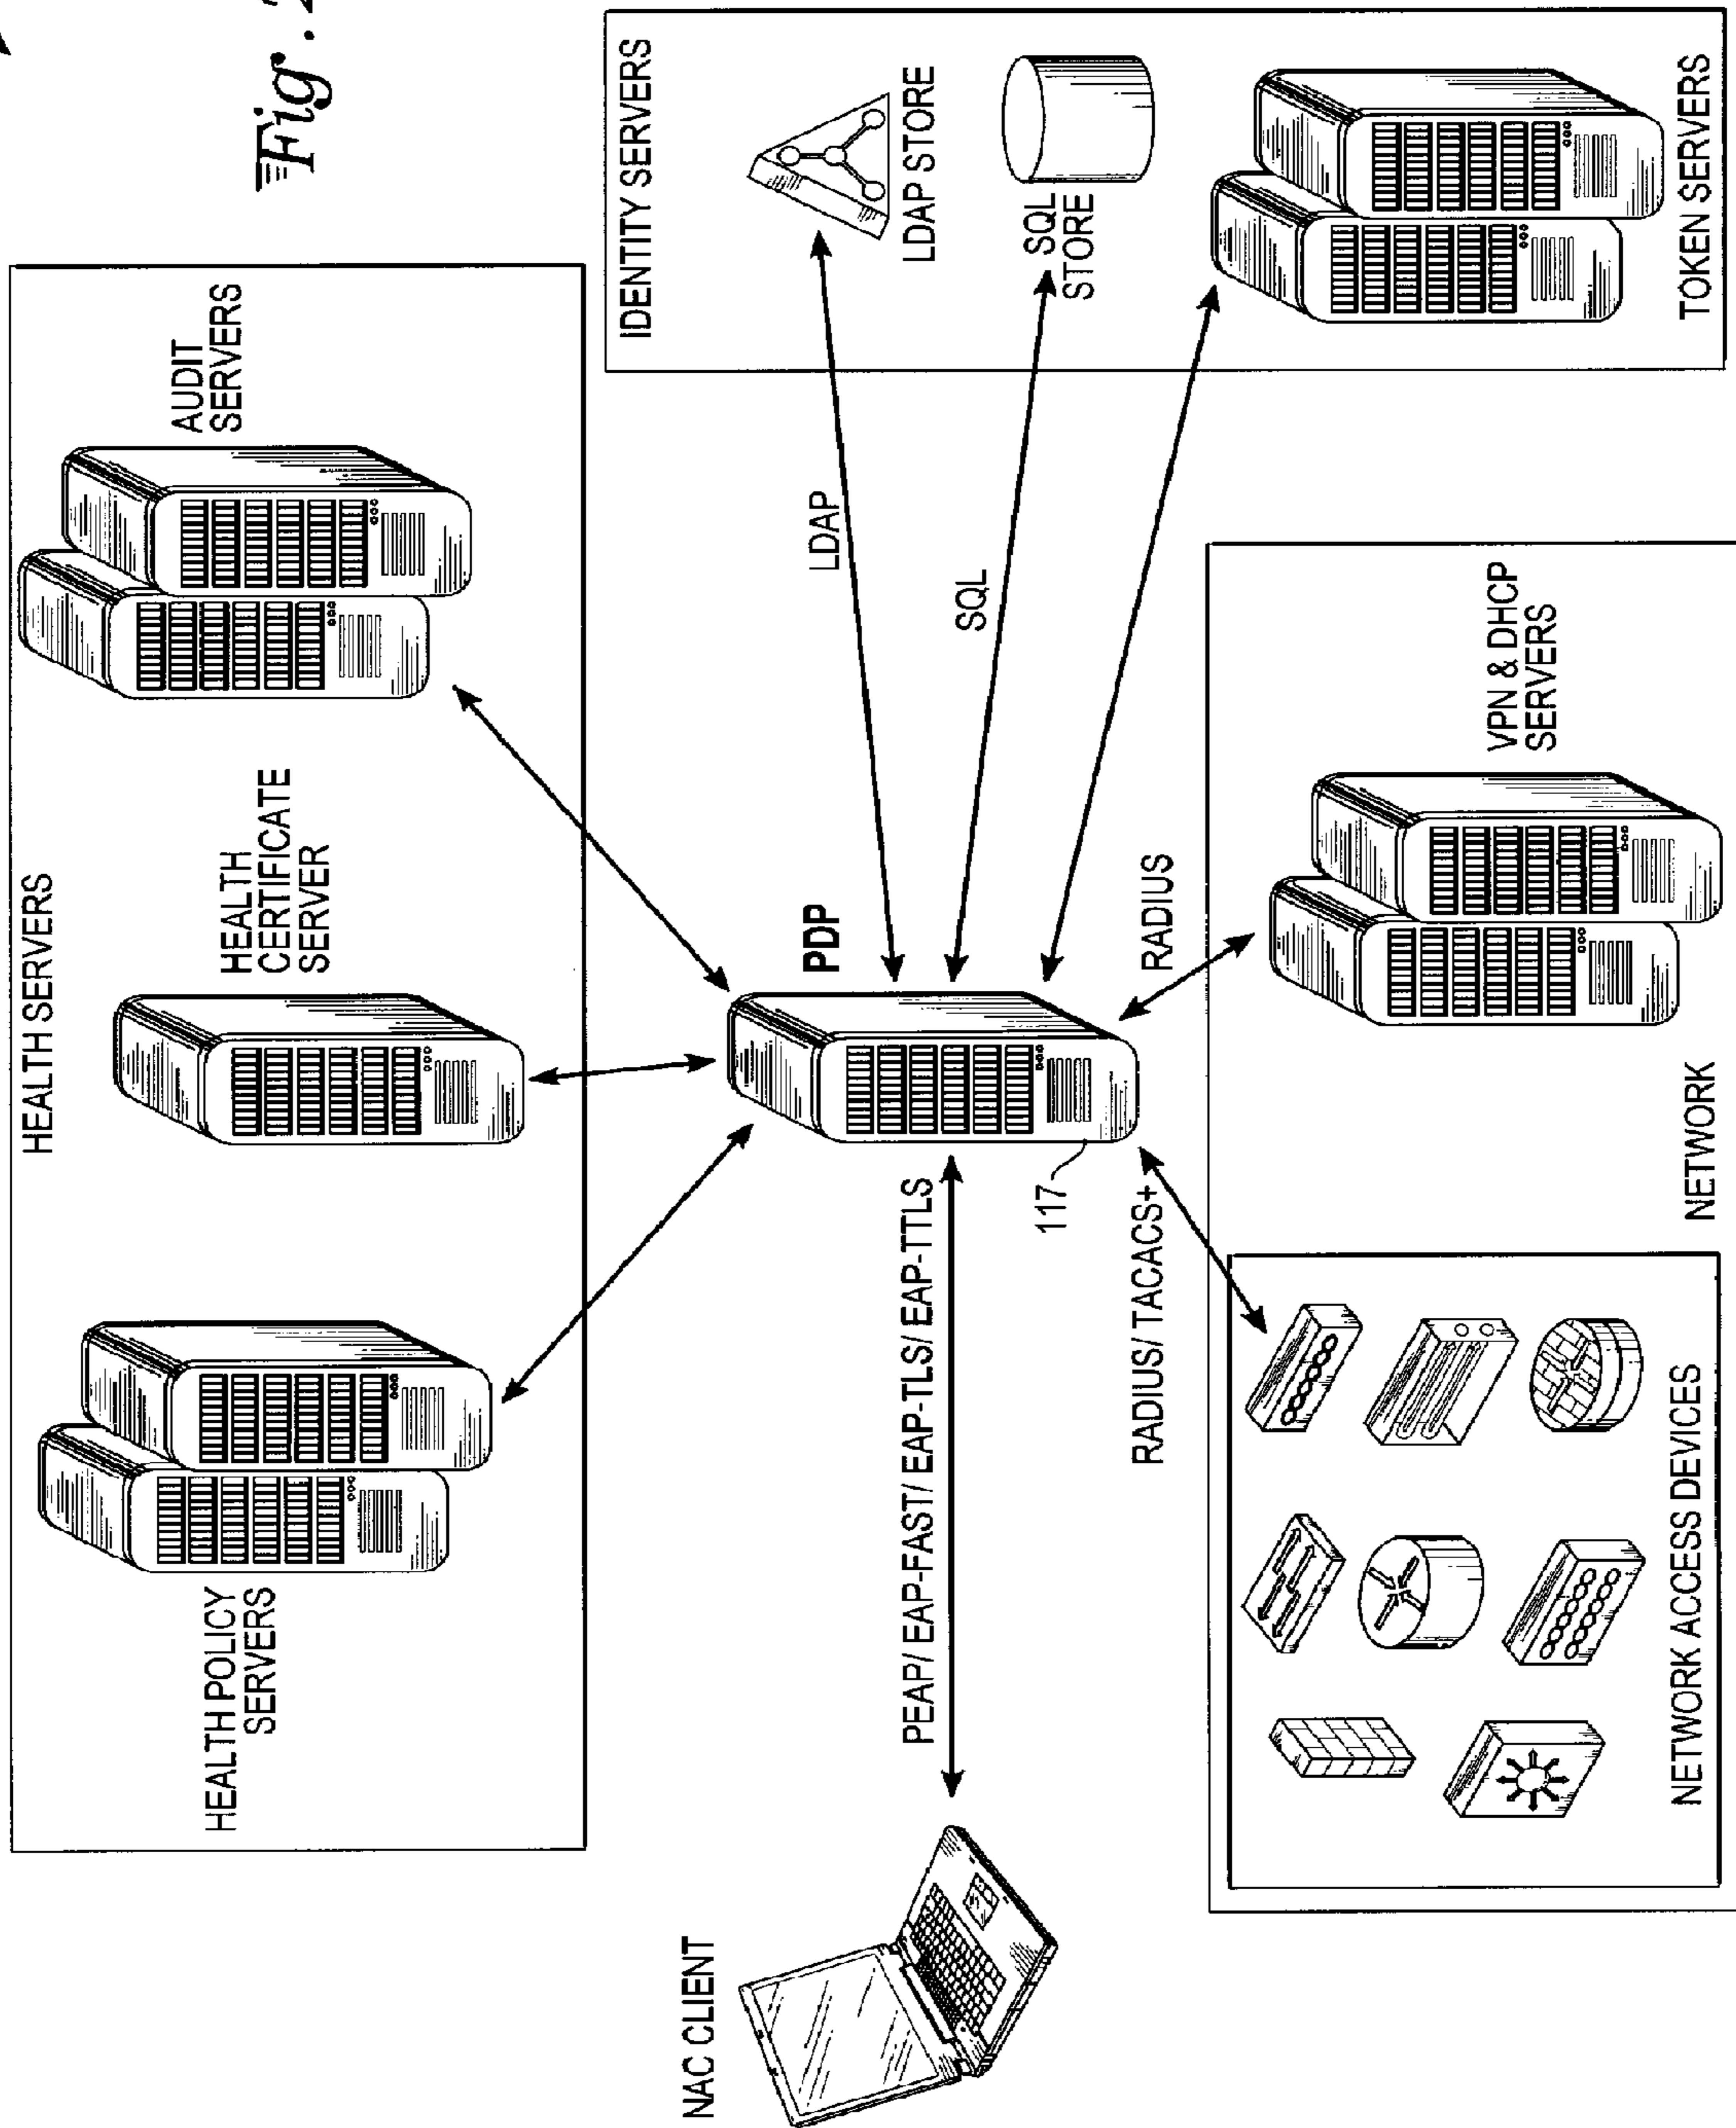 Fig. 2
HEALTH SERVERS
HEALTH POLICY
SERVERS
HEALTH
CERTIFICATE
SERVER
AUDIT
SERVERS
NAC CLIENT
PEAP/ EAP-FAST/ EAP-TLS/ EAP-TTLS
PDP
117
LDAP
SQL
IDENTITY SERVERS
LDAP STORE
SQL
STORE
TOKEN SERVERS
RADIUS/ TACACS+
RADIUS
NETWORK ACCESS DEVICES
NETWORK
VPN & DHCP
SERVERS